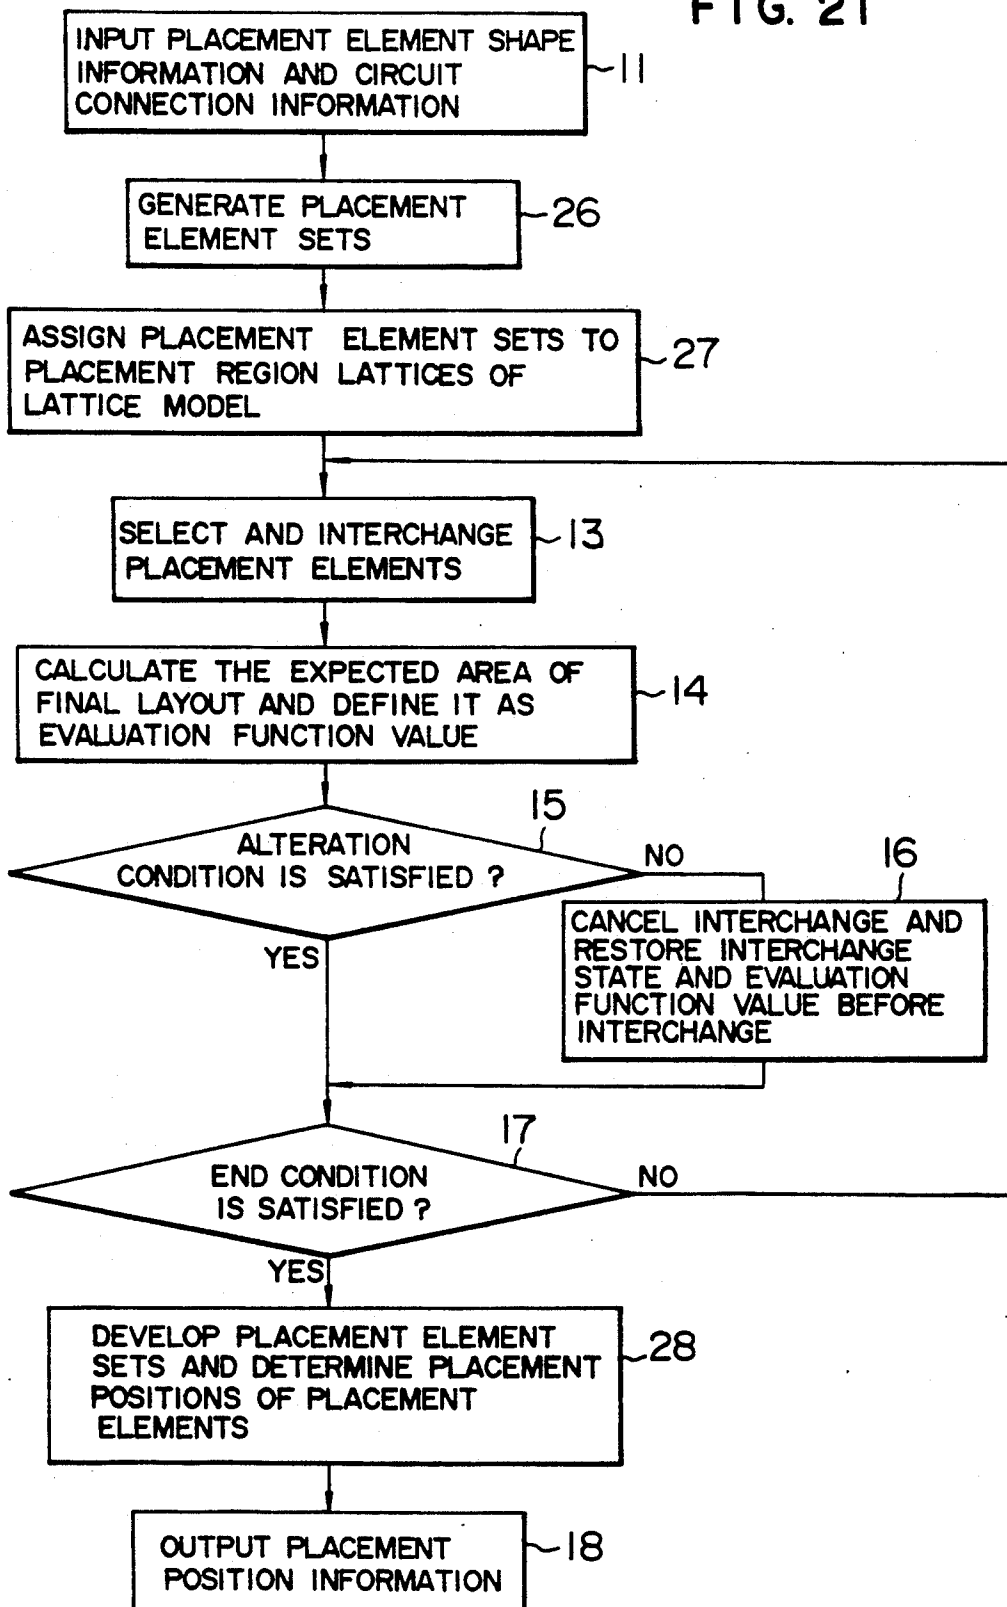 FIG. 21
INPUT PLACEMENT ELEMENT SHAPE
INFORMATION AND CIRCUIT
CONNECTION INFORMATION
11
GENERATE PLACEMENT
ELEMENT SETS
26
ASSIGN PLACEMENT ELEMENT SETS TO
PLACEMENT REGION LATTICES OF
LATTICE MODEL
27
SELECT AND INTERCHANGE
PLACEMENT ELEMENTS
13
CALCULATE THE EXPECTED AREA OF
FINAL LAYOUT AND DEFINE IT AS
EVALUATION FUNCTION VALUE
14
15
ALTERATION
CONDITION IS SATISFIED ?
NO
16
YES
CANCEL INTERCHANGE AND
RESTORE INTERCHANGE
STATE AND EVALUATION
FUNCTION VALUE BEFORE
INTERCHANGE
17
END CONDITION
IS SATISFIED ?
NO
YES
DEVELOP PLACEMENT ELEMENT
SETS AND DETERMINE PLACEMENT
POSITIONS OF PLACEMENT
ELEMENTS
28
OUTPUT PLACEMENT
POSITION INFORMATION
18